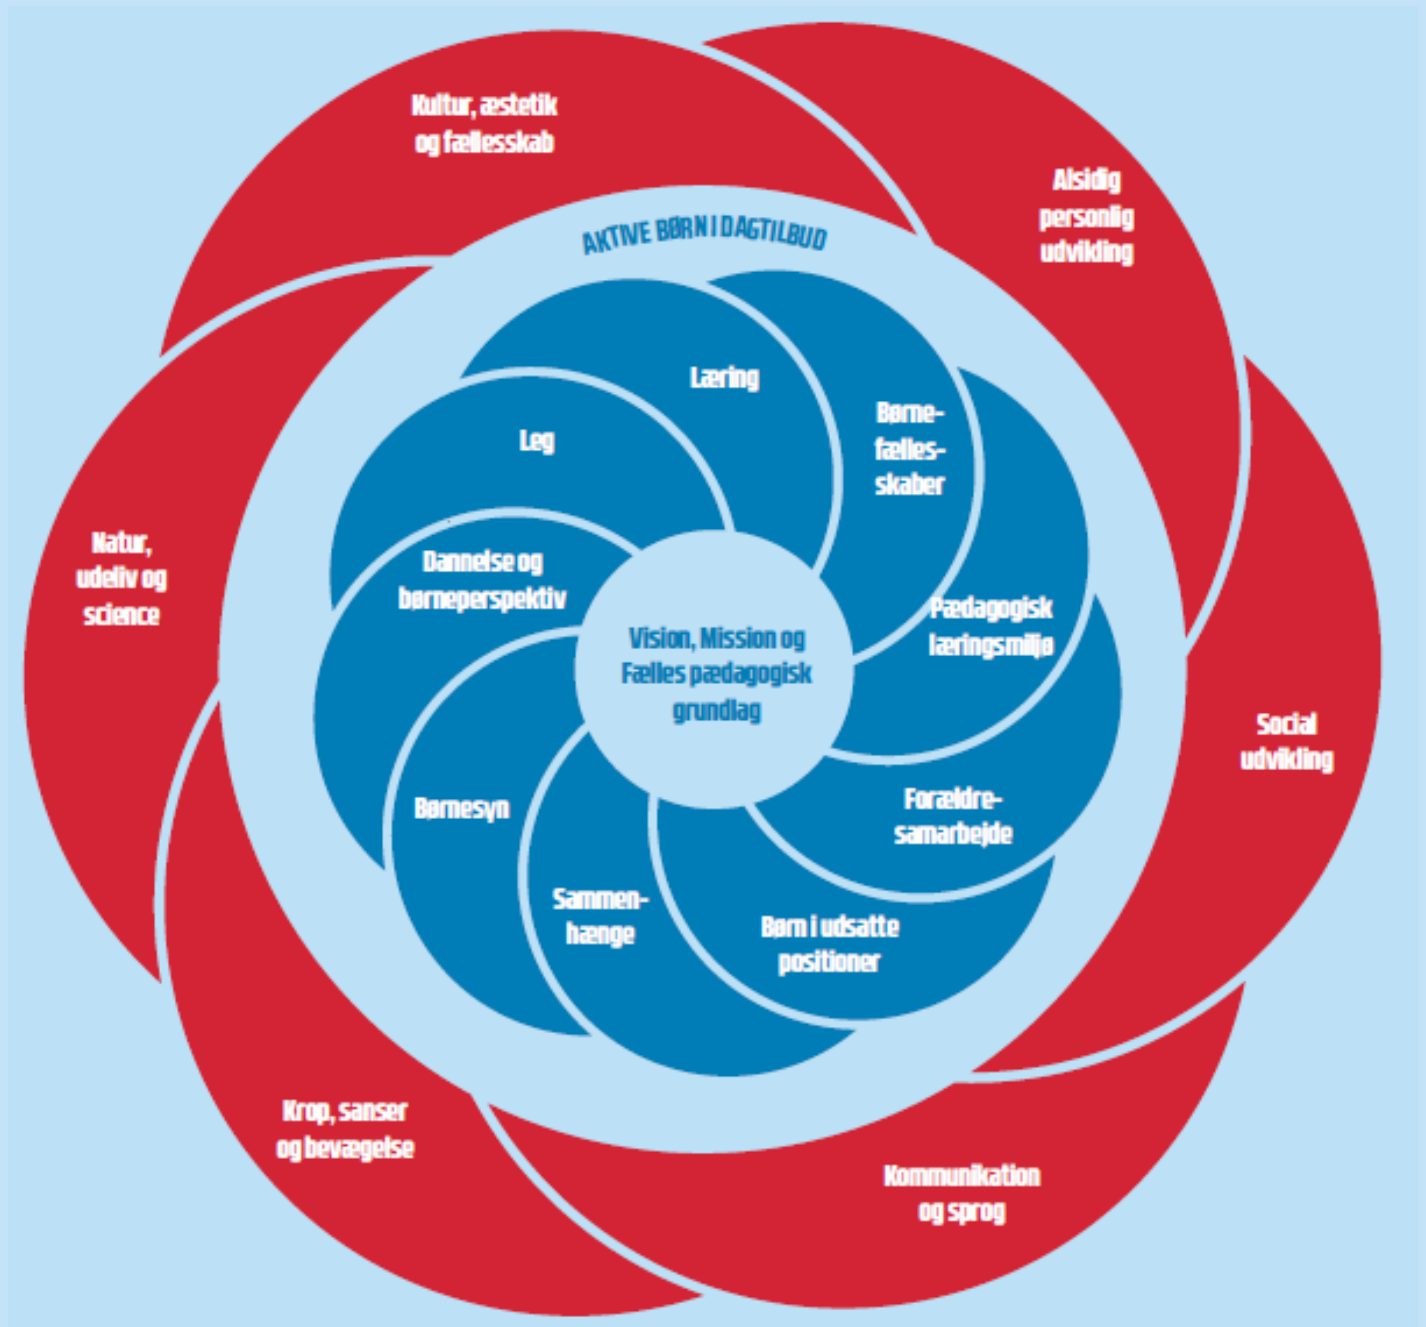 Kultur, æstetik
og fællesskab
Alsidig
personlig
udvikling
AKTIVE BØRN I DAGTILBUD
Læring
Børne-
fælles-
skaber
Leg
Natur,
udeliv og
science
Dannelse og
børneperspektiv
Pædagogisk
læringsmiljø
Vision, Mission og
Fælles pædagogisk
grundlag
Social
udvikling
Børnesyn
Forældre-
samarbejde
Sammen-
hænge
Børn i udsatte
positioner
Krop, sanser
og bevægelse
Kommunikation
og sprog